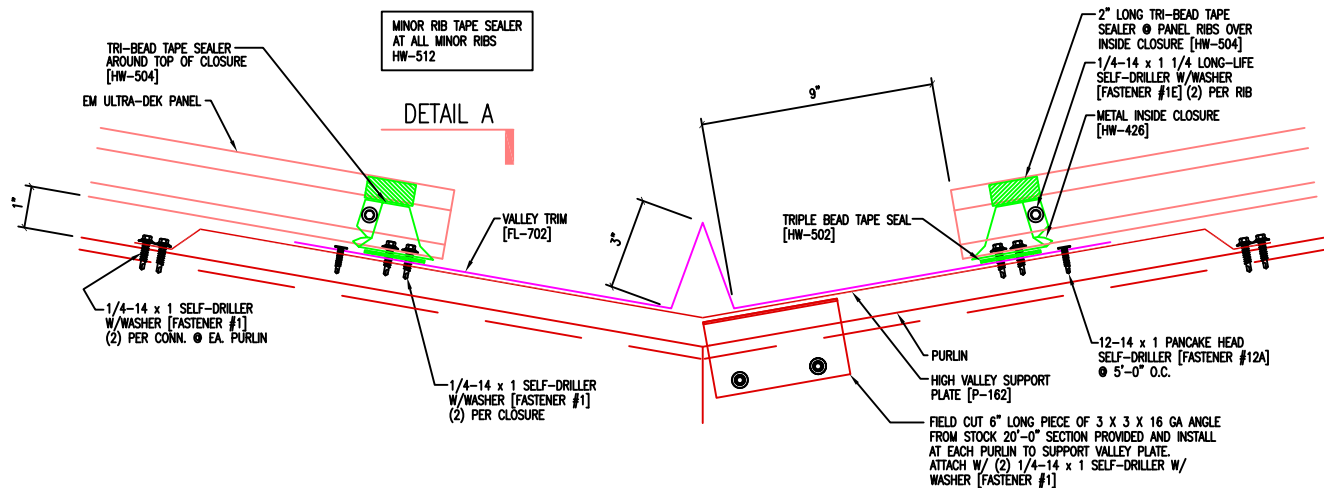 MINOR RIB TAPE SEALER
AT ALL MINOR RIBS
HW-512
TRI-BEAD TAPE SEALER
AROUND TOP OF CLOSURE
[HW-504]
EM ULTRA-DEK PANEL
DETAIL A
2" LONG TRI-BEAD TAPE
SEALER @ PANEL RIBS OVER
INSIDE CLOSURE [HW-504]
1/4-14 x 1 1/4 LONG-LIFE
SELF-DRILLER W/WASHER
[FASTENER #1E] (2) PER RIB
METAL INSIDE CLOSURE
[HW-426]
9"
1"
3"
VALLEY TRIM
[FL-702]
TRIPLE BEAD TAPE SEAL
[HW-502]
1/4-14 x 1 SELF-DRILLER
W/WASHER [FASTENER #1]
(2) PER CONN. @ EA. PURLIN
1/4-14 x 1 SELF-DRILLER
W/WASHER [FASTENER #1]
(2) PER CLOSURE
PURLIN
HIGH VALLEY SUPPORT
PLATE [P-162]
12-14 x 1 PANCAKE HEAD
SELF-DRILLER [FASTENER #12A]
@ 5'-0" O.C.
FIELD CUT 6" LONG PIECE OF 3 X 3 X 16 GA ANGLE
FROM STOCK 20'-0" SECTION PROVIDED AND INSTALL
AT EACH PURLIN TO SUPPORT VALLEY PLATE.
ATTACH W/ (2) 1/4-14 x 1 SELF-DRILLER W/
WASHER [FASTENER #1]